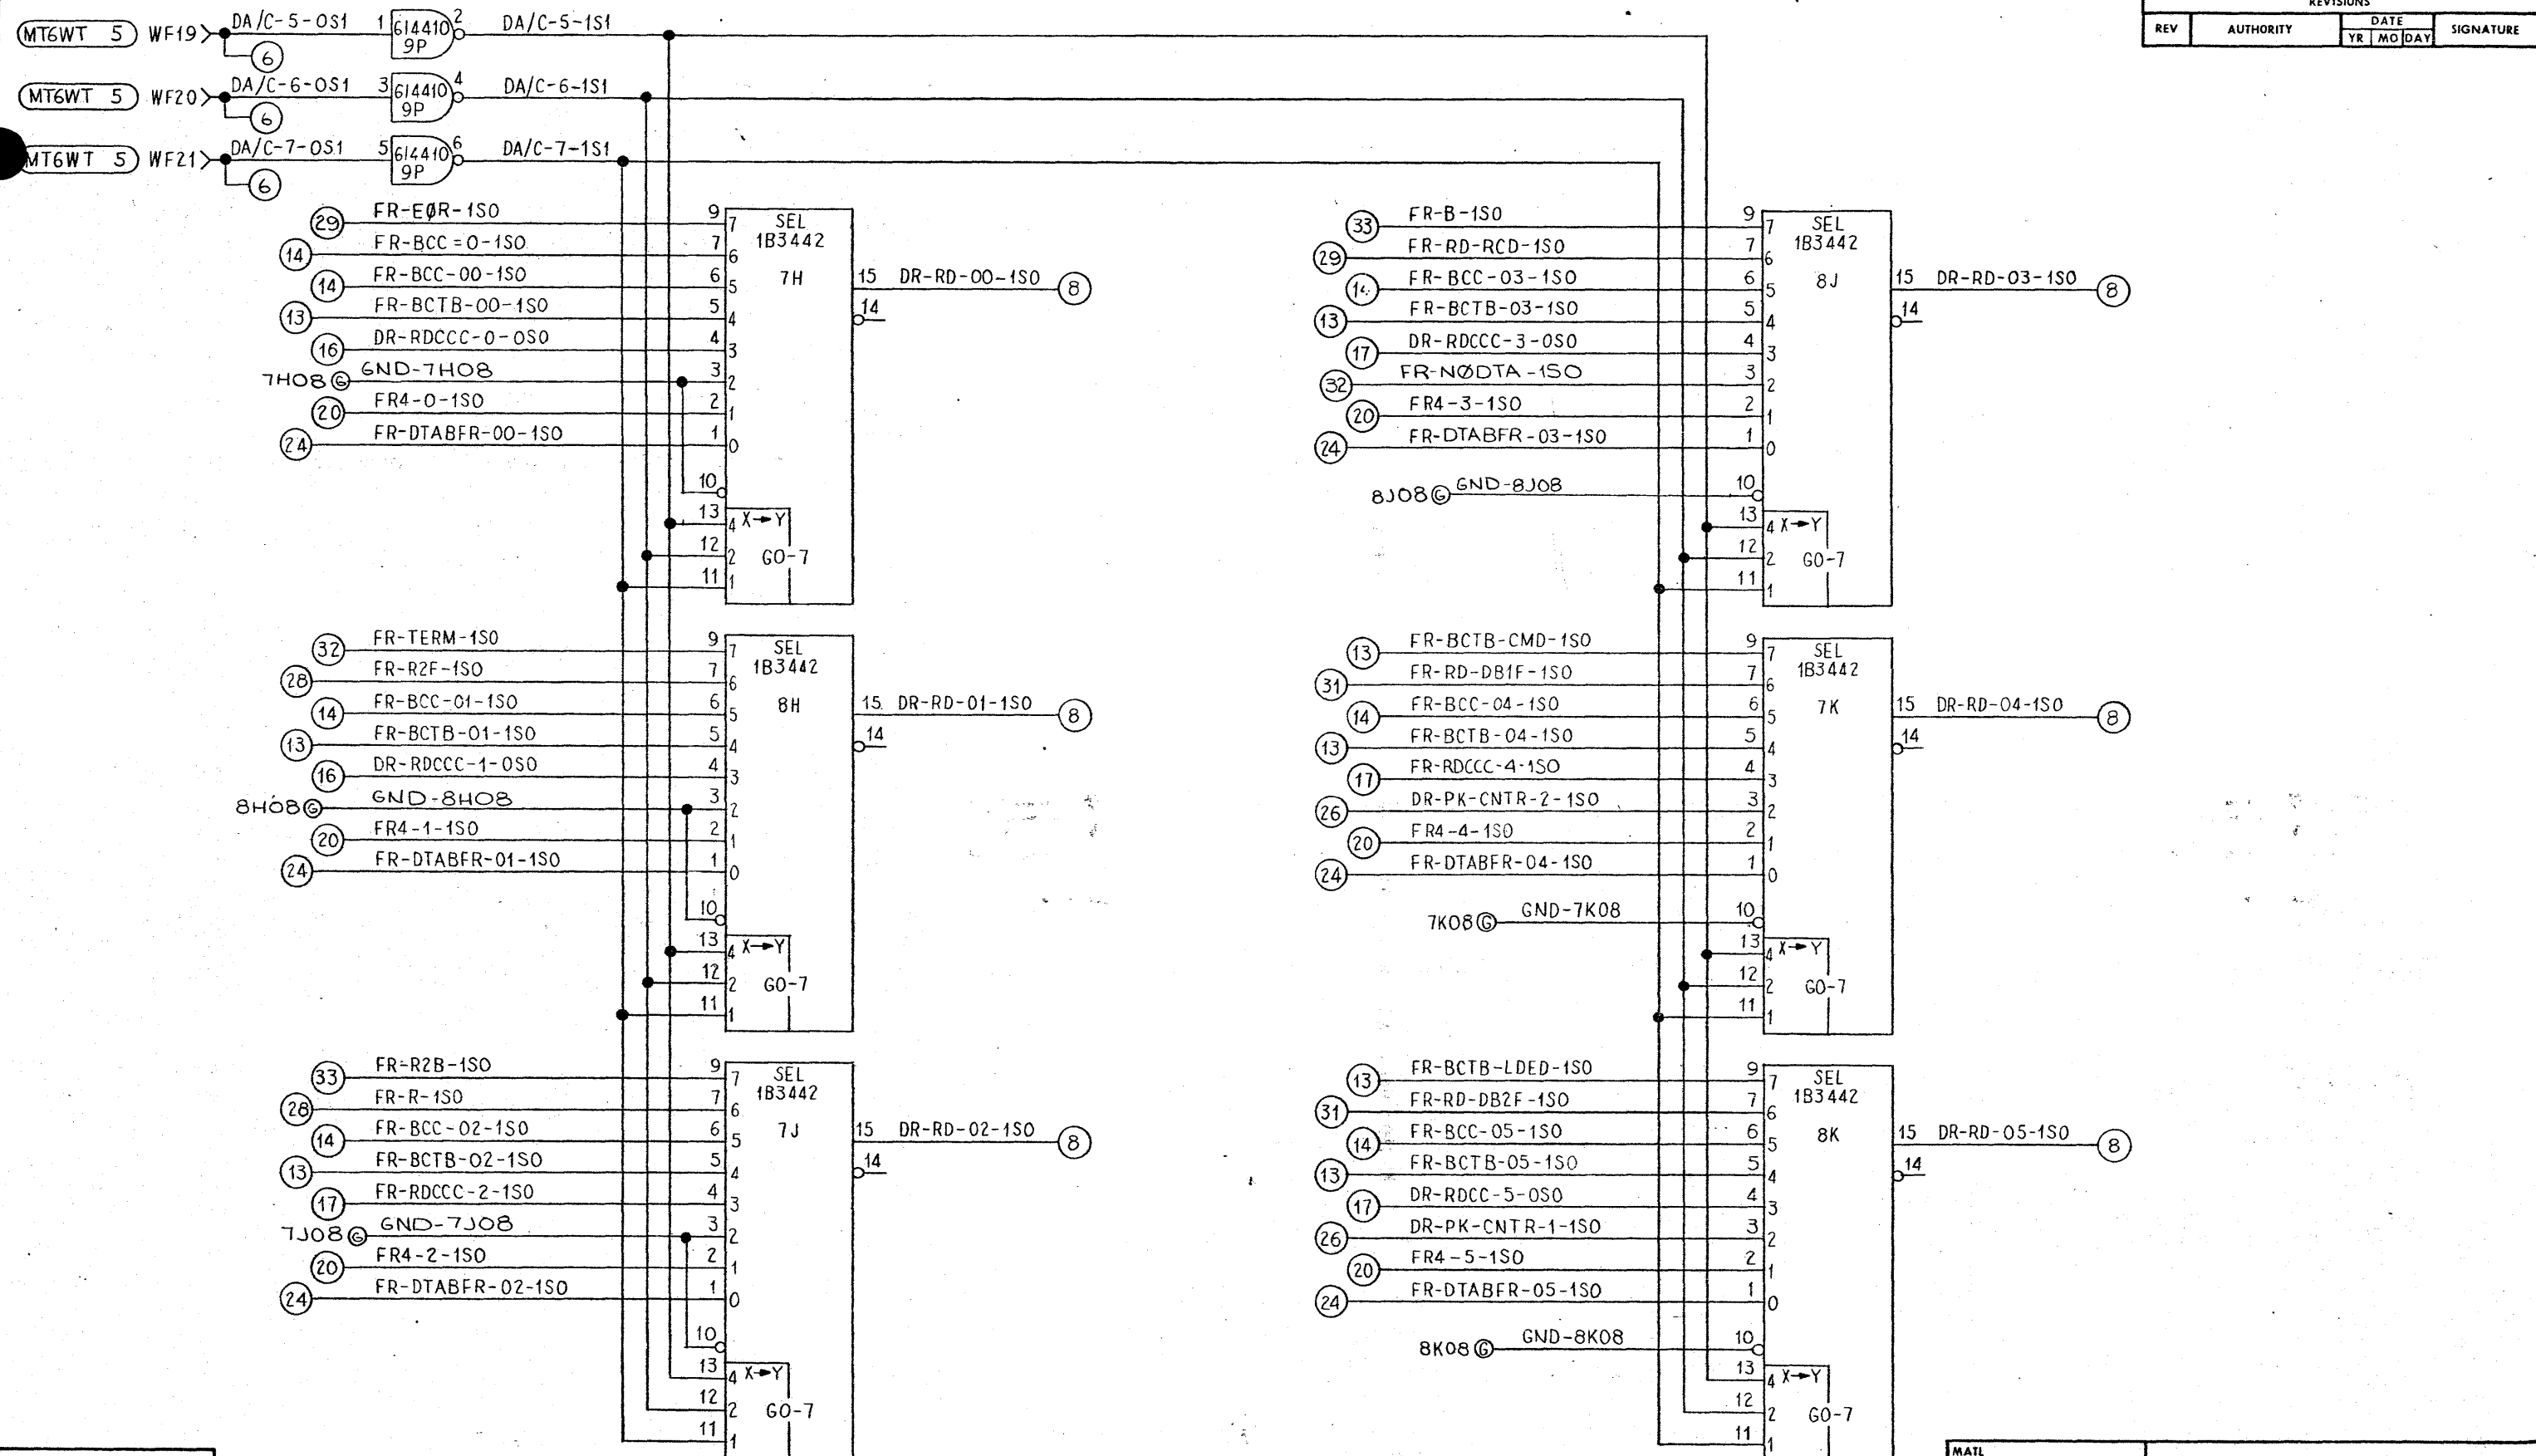 REVISIONS
REV AUTHORITY DATE YR MO DAY SIGNATURE
MT6WT 5 WF19 DA/C-5-0S1 1 614410 9P 2 DA/C-5-1S1
6
MT6WT 5 WF20 DA/C-6-0S1 3 614410 9P 4 DA/C-6-1S1
6
MT6WT 5 WF21 DA/C-7-0S1 5 614410 9P 6 DA/C-7-1S1
6
29 FR-EØR-1S0 9 7
14 FR-BCC=0-1S0 7 6
14 FR-BCC-00-1S0 6 5
13 FR-BCTB-00-1S0 5 4
16 DR-RDCCC-0-0S0 4 3
7H08 G GND-7H08 3 2
20 FR4-0-1S0 2 1
24 FR-DTABFR-00-1S0 1 0
10
13 4 X→Y
12 2 G0-7
11 1
SEL
1B3442
7H
15 DR-RD-00-1S0 8
14
32 FR-TERM-1S0 9 7
28 FR-R2F-1S0 7 6
14 FR-BCC-01-1S0 6 5
13 FR-BCTB-01-1S0 5 4
16 DR-RDCCC-1-0S0 4 3
8H08 G GND-8H08 3 2
20 FR4-1-1S0 2 1
24 FR-DTABFR-01-1S0 1 0
10
13 4 X→Y
12 2 G0-7
11 1
SEL
1B3442
8H
15 DR-RD-01-1S0 8
14
33 FR-R2B-1S0 9 7
28 FR-R-1S0 7 6
14 FR-BCC-02-1S0 6 5
13 FR-BCTB-02-1S0 5 4
17 FR-RDCCC-2-1S0 4 3
7J08 G GND-7J08 3 2
20 FR4-2-1S0 2 1
24 FR-DTABFR-02-1S0 1 0
10
13 4 X→Y
12 2 G0-7
11 1
SEL
1B3442
7J
15 DR-RD-02-1S0 8
14
33 FR-B-1S0 9 7
29 FR-RD-RCD-1S0 7 6
14 FR-BCC-03-1S0 6 5
13 FR-BCTB-03-1S0 5 4
17 DR-RDCCC-3-0S0 4 3
32 FR-NØDTA-1S0 3 2
20 FR4-3-1S0 2 1
24 FR-DTABFR-03-1S0 1 0
8J08 G GND-8J08 10
13 4 X→Y
12 2 G0-7
11 1
SEL
1B3442
8J
15 DR-RD-03-1S0 8
14
13 FR-BCTB-CMD-1S0 9 7
31 FR-RD-DB1F-1S0 7 6
14 FR-BCC-04-1S0 6 5
13 FR-BCTB-04-1S0 5 4
17 FR-RDCCC-4-1S0 4 3
26 DR-PK-CNTR-2-1S0 3 2
20 FR4-4-1S0 2 1
24 FR-DTABFR-04-1S0 1 0
7K08 G GND-7K08 10
13 4 X→Y
12 2 G0-7
11 1
SEL
1B3442
7K
15 DR-RD-04-1S0 8
14
13 FR-BCTB-LDED-1S0 9 7
31 FR-RD-DB2F-1S0 7 6
14 FR-BCC-05-1S0 6 5
13 FR-BCTB-05-1S0 5 4
17 DR-RDCC-5-0S0 4 3
26 DR-PK-CNTR-1-1S0 3 2
20 FR4-5-1S0 2 1
24 FR-DTABFR-05-1S0 1 0
8K08 G GND-8K08 10
13 4 X→Y
12 2 G0-7
11 1
SEL
1B3442
8K
15 DR-RD-05-1S0 8
14
MATL